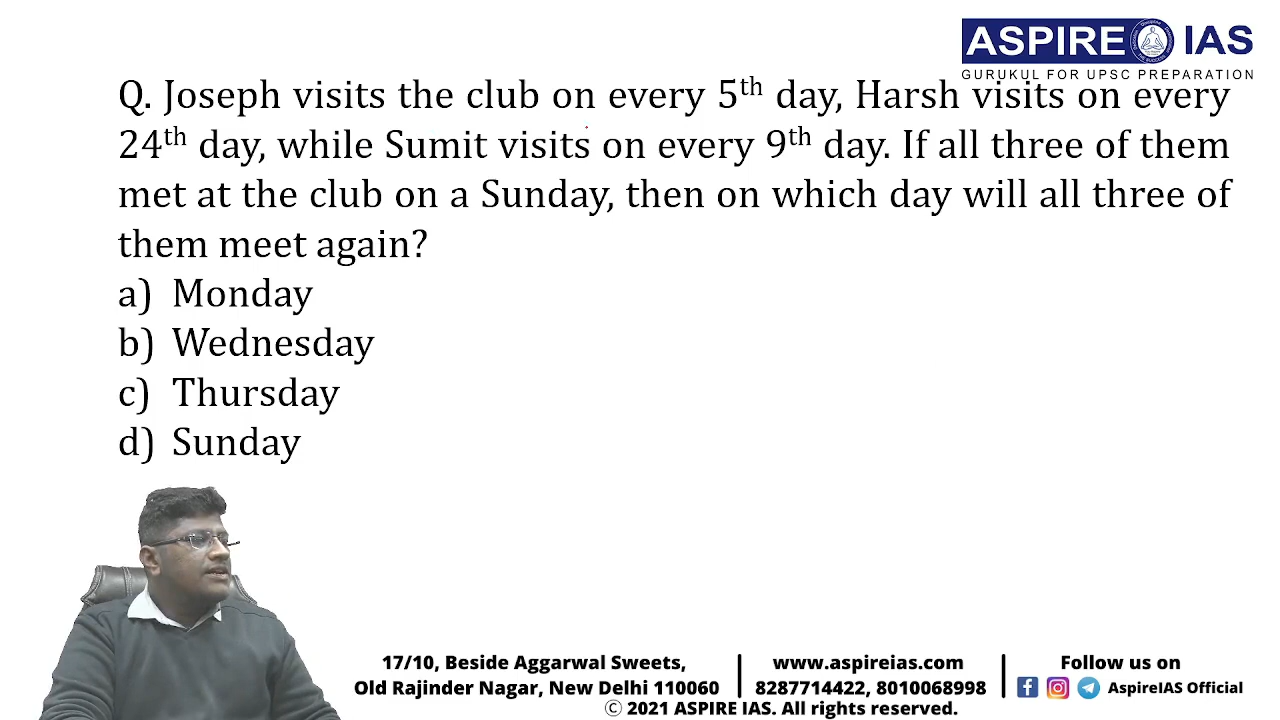 ASPIRE IAS
GURUKUL FOR UPSC PREPARATION
Q. Joseph visits the club on every 5th day, Harsh visits on every
24th day, while Sumit visits on every 9th day. If all three of them
met at the club on a Sunday, then on which day will all three of
them meet again?
a) Monday
b) Wednesday
c) Thursday
d) Sunday
17/10, Beside Aggarwal Sweets,
Old Rajinder Nagar, New Delhi 110060
www.aspireias.com
8287714422, 8010068998
Follow us on
AspireIAS Official
Ⓒ 2021 ASPIRE IAS. All rights reserved.